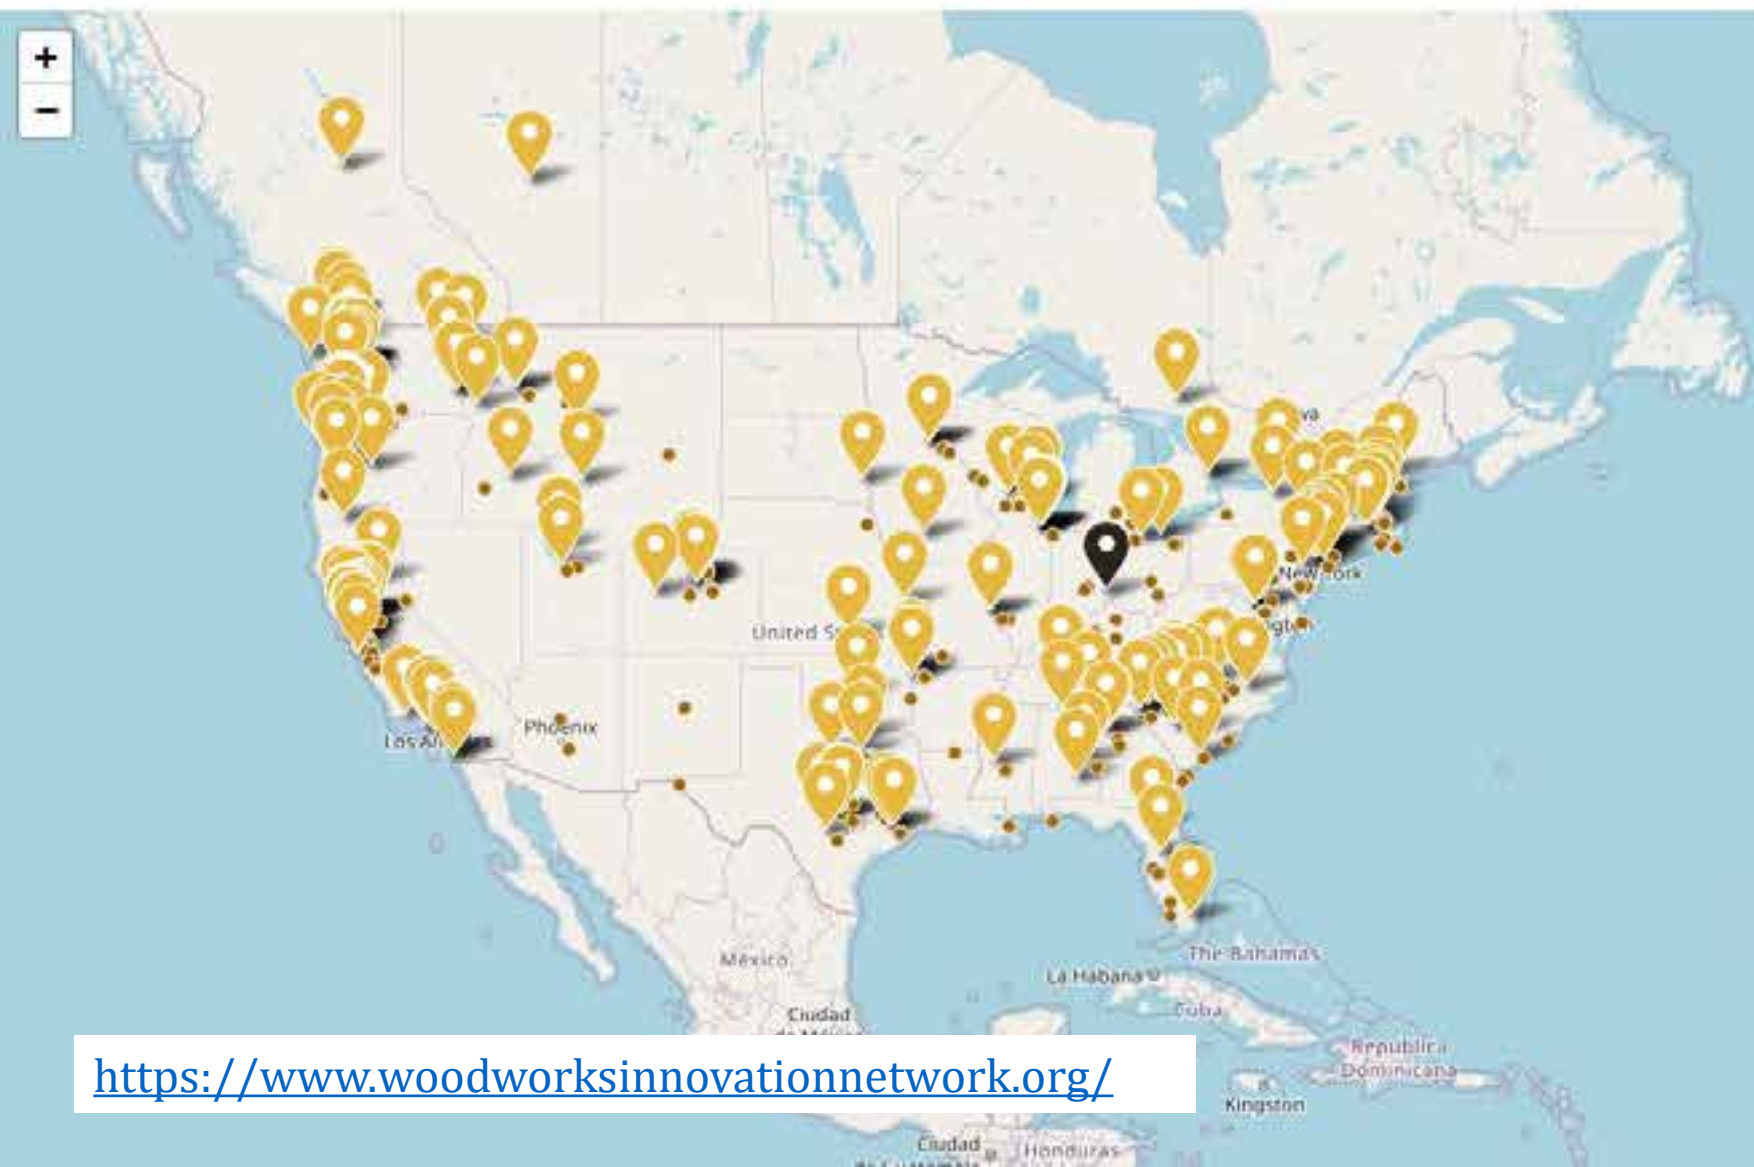 +
−
United S
Phoenix
Los An
New York
México
Ciudad
La Habana
The Bahamas
Cuba
República
Dominicana
Kingston
https://www.woodworksinnovationnetwork.org/
Ciudad
Honduras